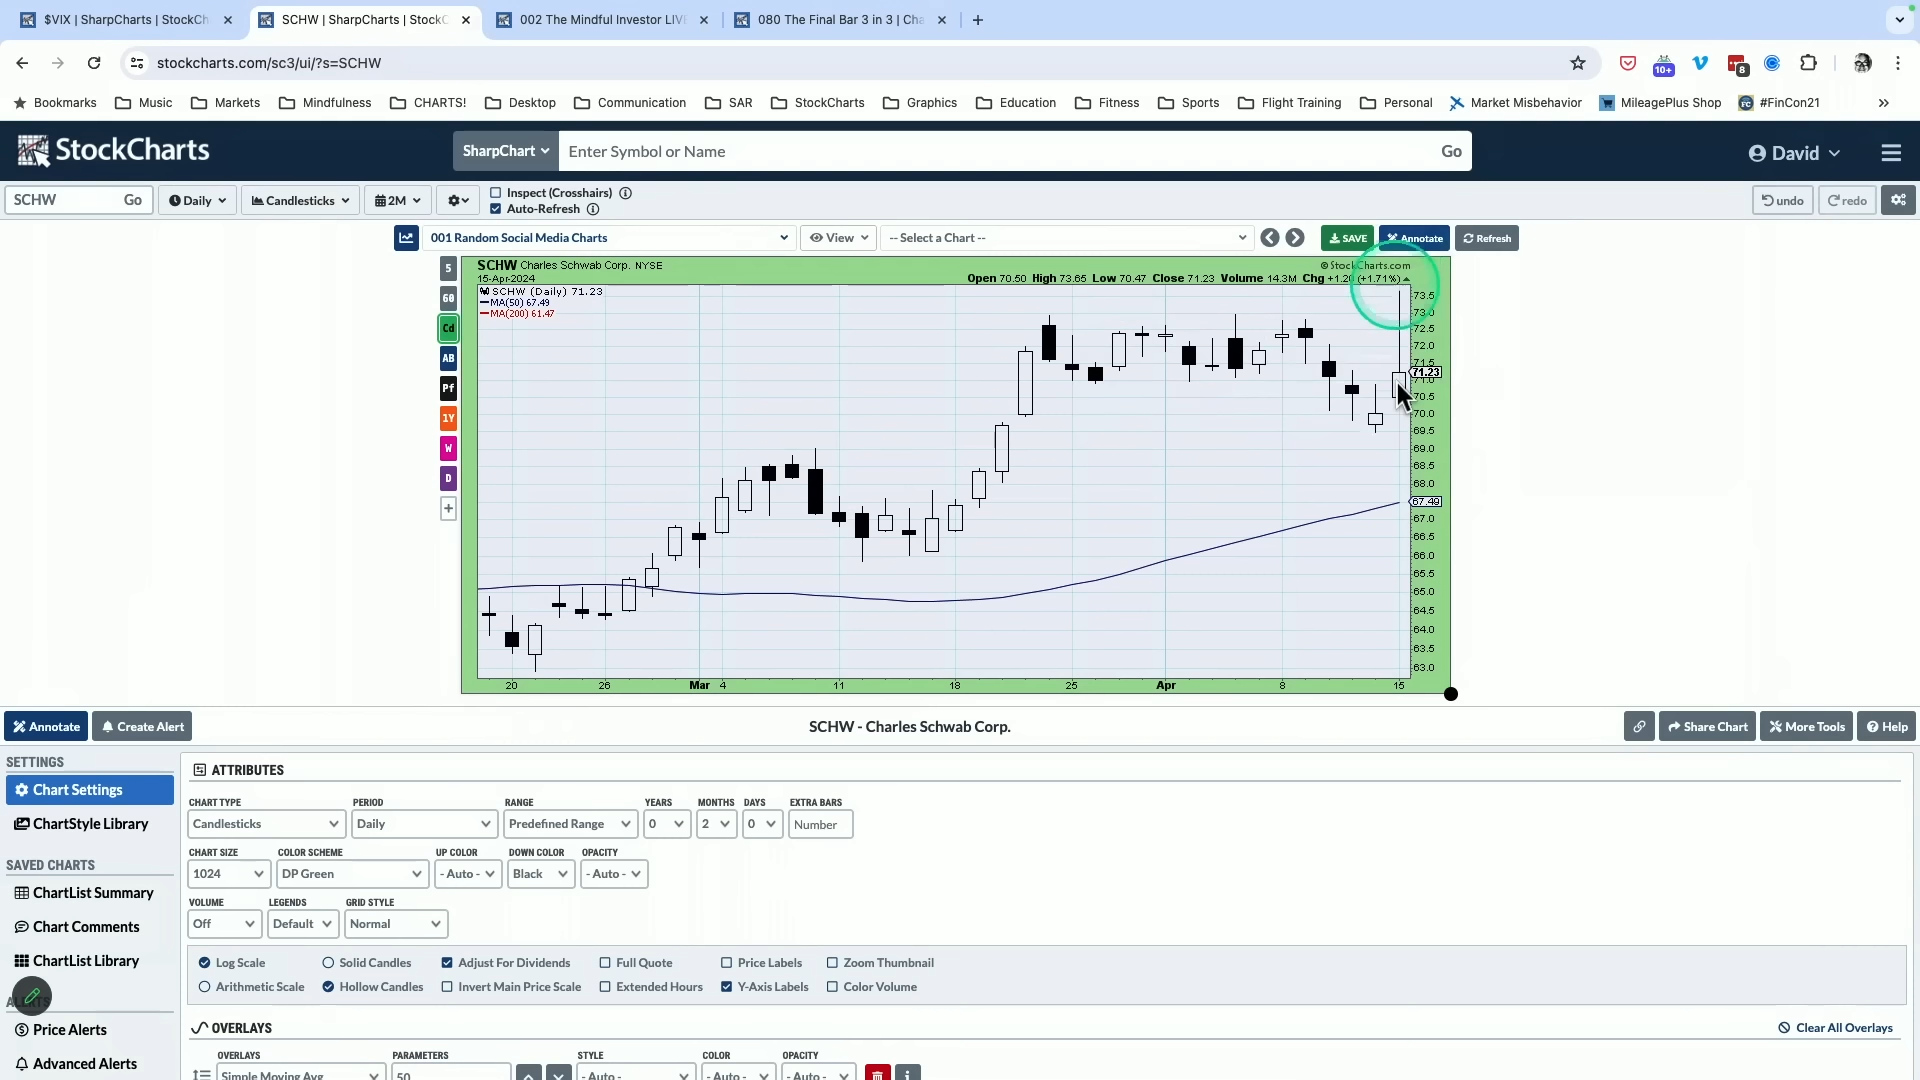 $VIX | SharpCharts | StockCh
SCHW | SharpCharts | StockC
002 The Mindful Investor LIVE
080 The Final Bar 3 in 3 | Cha
stockcharts.com/sc3/ui/?s=SCHW
10+
8
Bookmarks
Music
Markets
Mindfulness
CHARTS!
Desktop
Communication
SAR
StockCharts
Graphics
Education
Fitness
Sports
Flight Training
Personal
Market Misbehavior
MileagePlus Shop
#FinCon21
StockCharts
SharpChart
Enter Symbol or Name
Go
David
SCHW
Go
Daily
Candlesticks
2M
Inspect (Crosshairs)
Auto-Refresh
undo
redo
001 Random Social Media Charts
View
-- Select a Chart --
SAVE
Annotate
Refresh
5
60
Cd
AB
Pf
1Y
W
D
+
SCHW Charles Schwab Corp. NYSE
© StockCharts.com
15-Apr-2024
Open 70.50 High 73.65 Low 70.47 Close 71.23 Volume 14.3M Chg +1.20 (+1.71%)
SCHW (Daily) 71.23
MA(50) 67.49
MA(200) 61.47
73.5
73.0
72.5
72.0
71.5
71.23
71.0
70.5
70.0
69.5
69.0
68.5
68.0
67.49
67.0
66.5
66.0
65.5
65.0
64.5
64.0
63.5
63.0
20 26 Mar 4 11 18 25 Apr 8 15
Annotate
Create Alert
SCHW - Charles Schwab Corp.
Share Chart
More Tools
Help
SETTINGS
Chart Settings
ChartStyle Library
SAVED CHARTS
ChartList Summary
Chart Comments
ChartList Library
ALERTS
Price Alerts
Advanced Alerts
ATTRIBUTES
CHART TYPE PERIOD RANGE YEARS MONTHS DAYS EXTRA BARS
Candlesticks Daily Predefined Range 0 2 0 Number
CHART SIZE COLOR SCHEME UP COLOR DOWN COLOR OPACITY
1024 DP Green - Auto - Black - Auto -
VOLUME LEGENDS GRID STYLE
Off Default Normal
Log Scale Solid Candles Adjust For Dividends Full Quote Price Labels Zoom Thumbnail
Arithmetic Scale Hollow Candles Invert Main Price Scale Extended Hours Y-Axis Labels Color Volume
OVERLAYS
Clear All Overlays
OVERLAYS PARAMETERS STYLE COLOR OPACITY
Simple Moving Avg 50 - Auto - - Auto - - Auto -